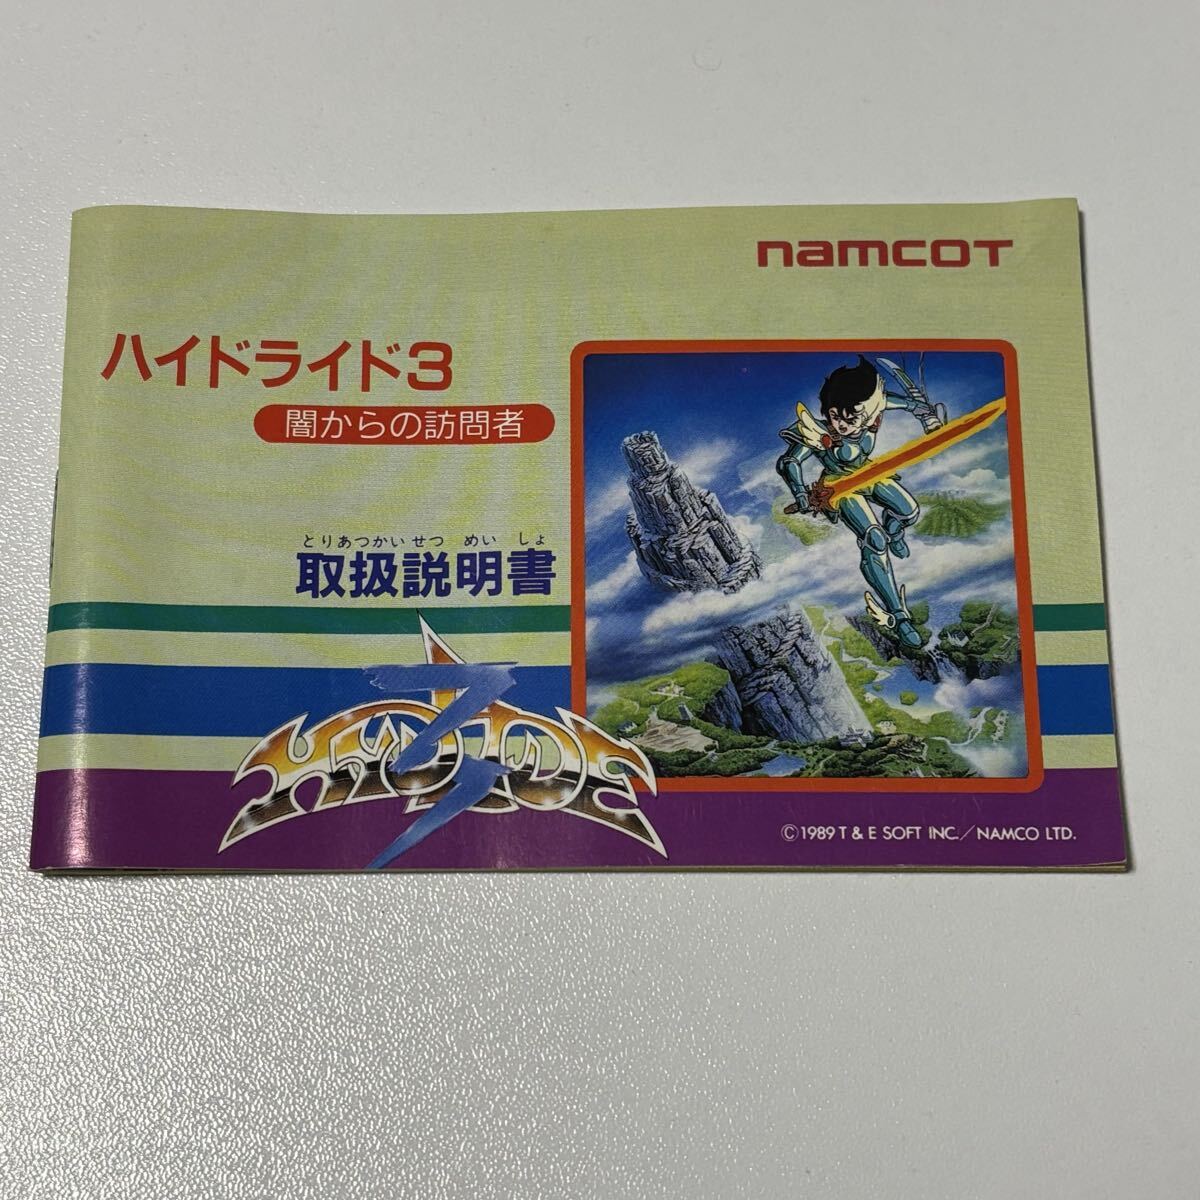 namcoT
ハイドライド3
闇からの訪問者
とりあつかいせつ めい しょ
取扱説明書
HYDLIDE
3
©1989 T & E SOFT INC./NAMCO LTD.